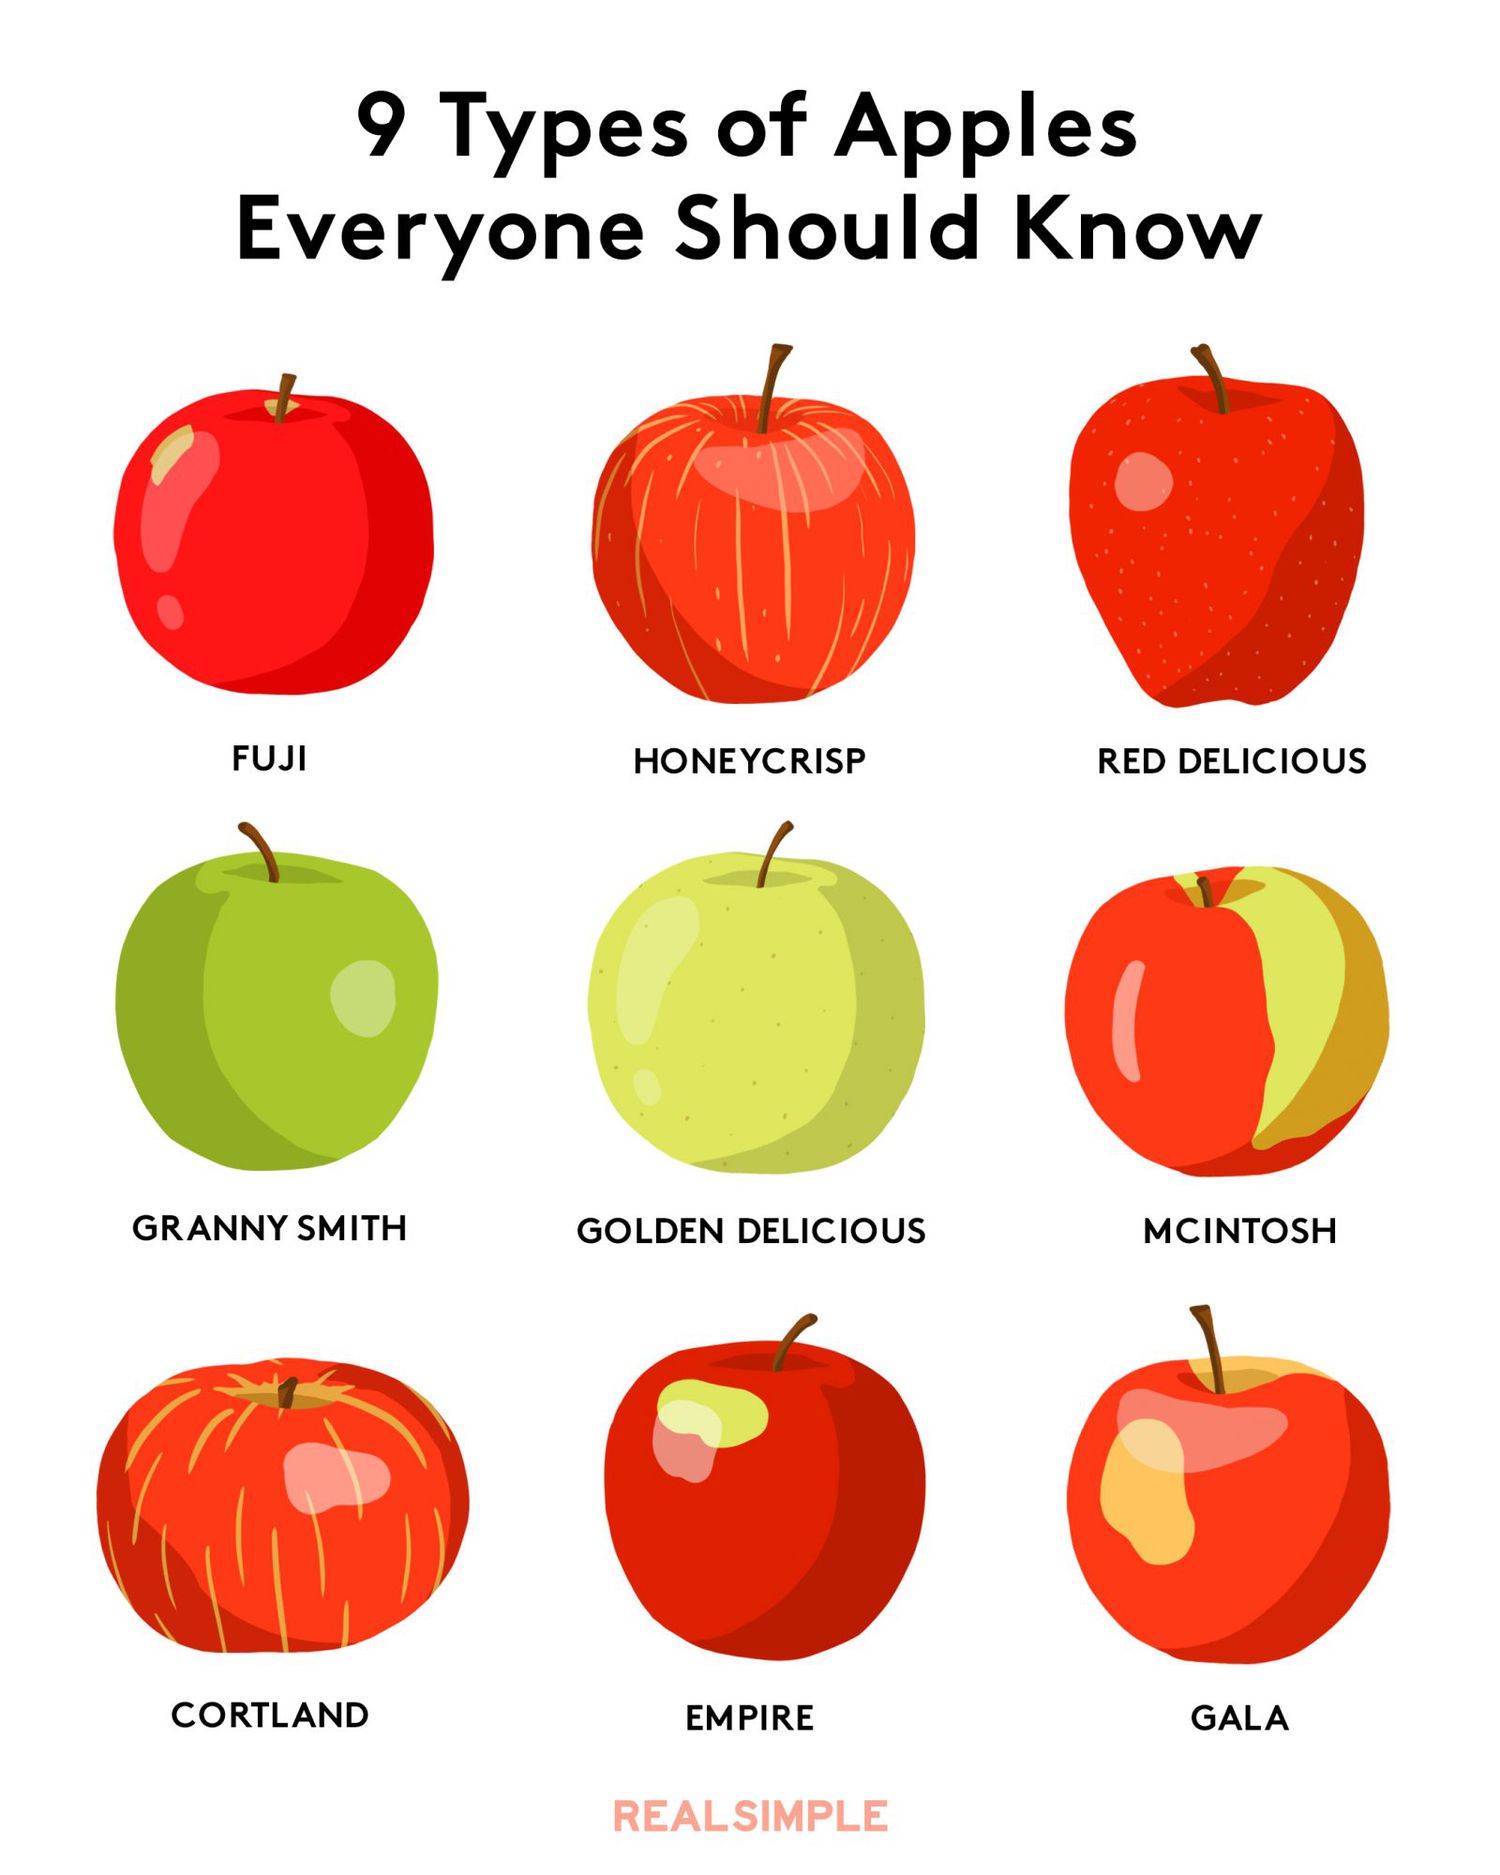 9 Types of Apples
Everyone Should Know
FUJI
HONEYCRISP
RED DELICIOUS
GRANNY SMITH
GOLDEN DELICIOUS
MCINTOSH
CORTLAND
EMPIRE
GALA
REALSIMPLE